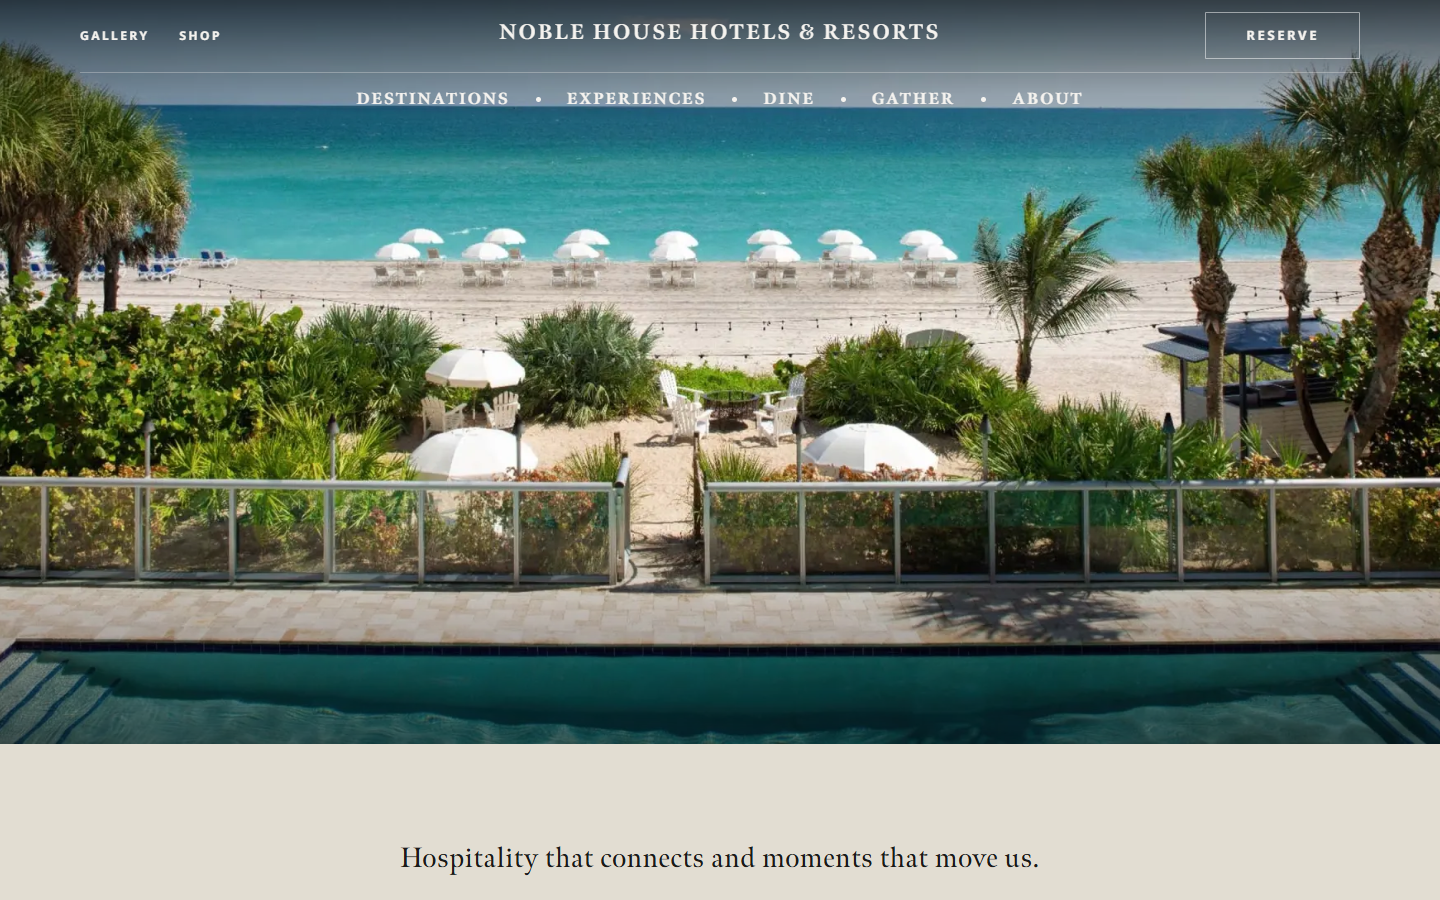 GALLERY SHOP NOBLE HOUSE HOTELS & RESORTS RESERVE
DESTINATIONS • EXPERIENCES • DINE • GATHER • ABOUT
Hospitality that connects and moments that move us.